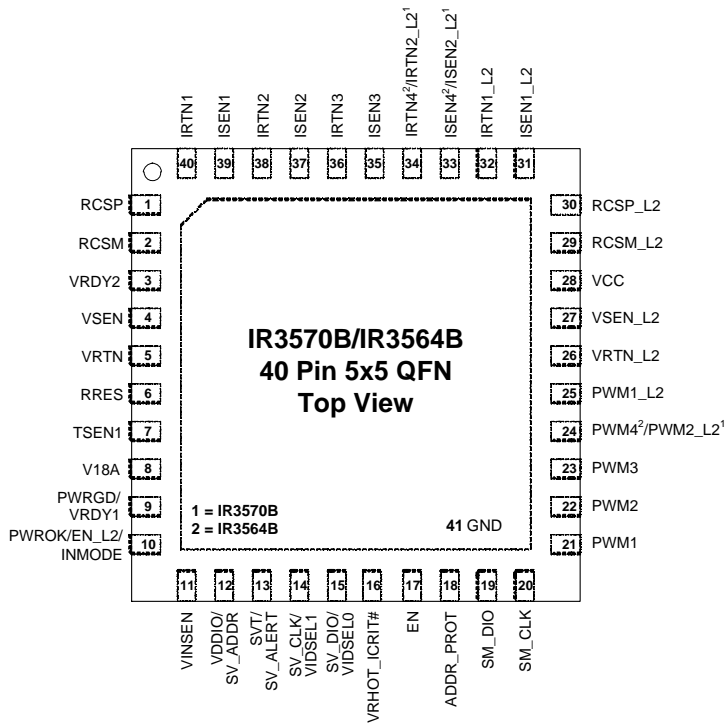 IRTN1
ISEN1
IRTN2
ISEN2
IRTN3
ISEN3
IRTN4²/IRTN2_L2¹
ISEN4²/ISEN2_L2¹
IRTN1_L2
ISEN1_L2
40 39 38 37 36 35 34 33 32 31
RCSP 1
RCSM 2
VRDY2 3
VSEN 4
VRTN 5
RRES 6
TSEN1 7
V18A 8
PWRGD/
VRDY1 9
PWROK/EN_L2/
INMODE 10
IR3570B/IR3564B
40 Pin 5x5 QFN
Top View
1 = IR3570B
2 = IR3564B
41 GND
30 RCSP_L2
29 RCSM_L2
28 VCC
27 VSEN_L2
26 VRTN_L2
25 PWM1_L2
24 PWM4²/PWM2_L2¹
23 PWM3
22 PWM2
21 PWM1
11 12 13 14 15 16 17 18 19 20
VINSEN
VDDIO/
SV_ADDR
SVT/
SV_ALERT
SV_CLK/
VIDSEL1
SV_DIO/
VIDSEL0
VRHOT_ICRIT#
EN
ADDR_PROT
SM_DIO
SM_CLK